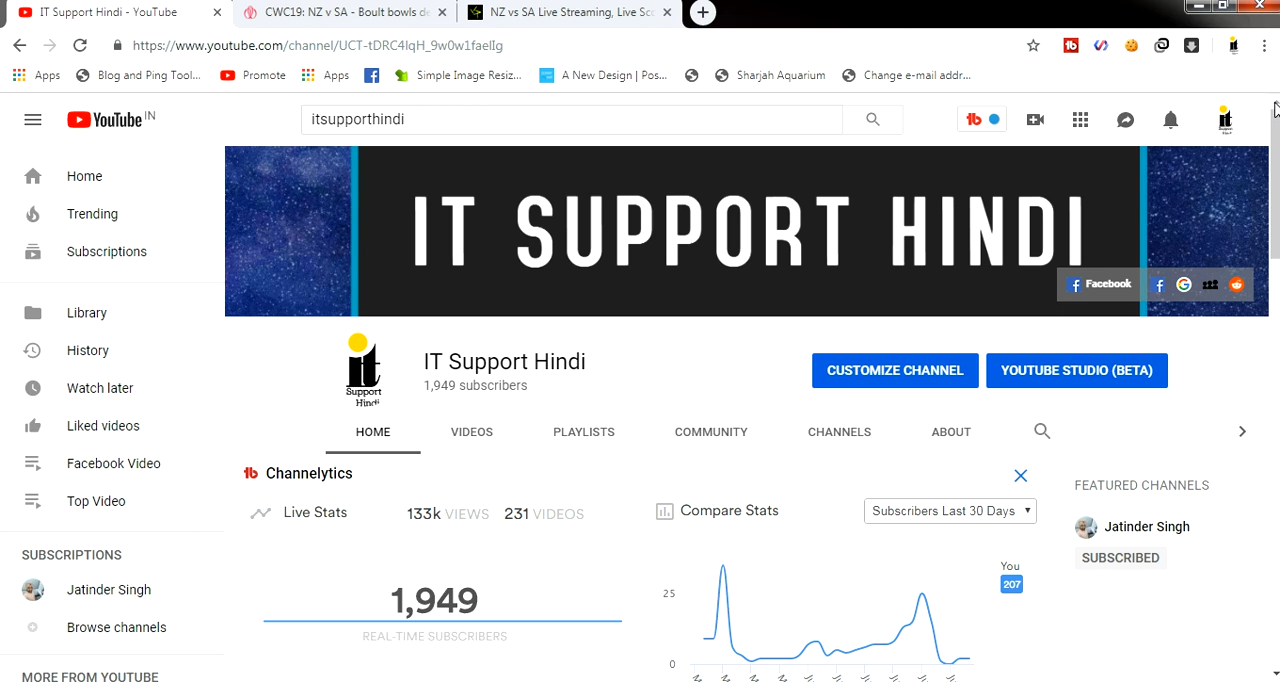 IT Support Hindi - YouTube
CWC19: NZ v SA - Boult bowls de
NZ vs SA Live Streaming, Live Sco
https://www.youtube.com/channel/UCT-tDRC4IqH_9w0w1faelIg
Apps
Blog and Ping Tool...
Promote
Apps
Simple Image Resiz...
A New Design | Pos...
Sharjah Aquarium
Change e-mail addr...
YouTube IN
itsupporthindi
Home
Trending
Subscriptions
Library
History
Watch later
Liked videos
Facebook Video
Top Video
SUBSCRIPTIONS
Jatinder Singh
Browse channels
MORE FROM YOUTUBE
IT SUPPORT HINDI
Facebook
it
Support
Hindi
IT Support Hindi
1,949 subscribers
CUSTOMIZE CHANNEL
YOUTUBE STUDIO (BETA)
HOME
VIDEOS
PLAYLISTS
COMMUNITY
CHANNELS
ABOUT
Channelytics
Live Stats
133k VIEWS
231 VIDEOS
1,949
REAL-TIME SUBSCRIBERS
Compare Stats
Subscribers Last 30 Days
25
0
You
207
FEATURED CHANNELS
Jatinder Singh
SUBSCRIBED